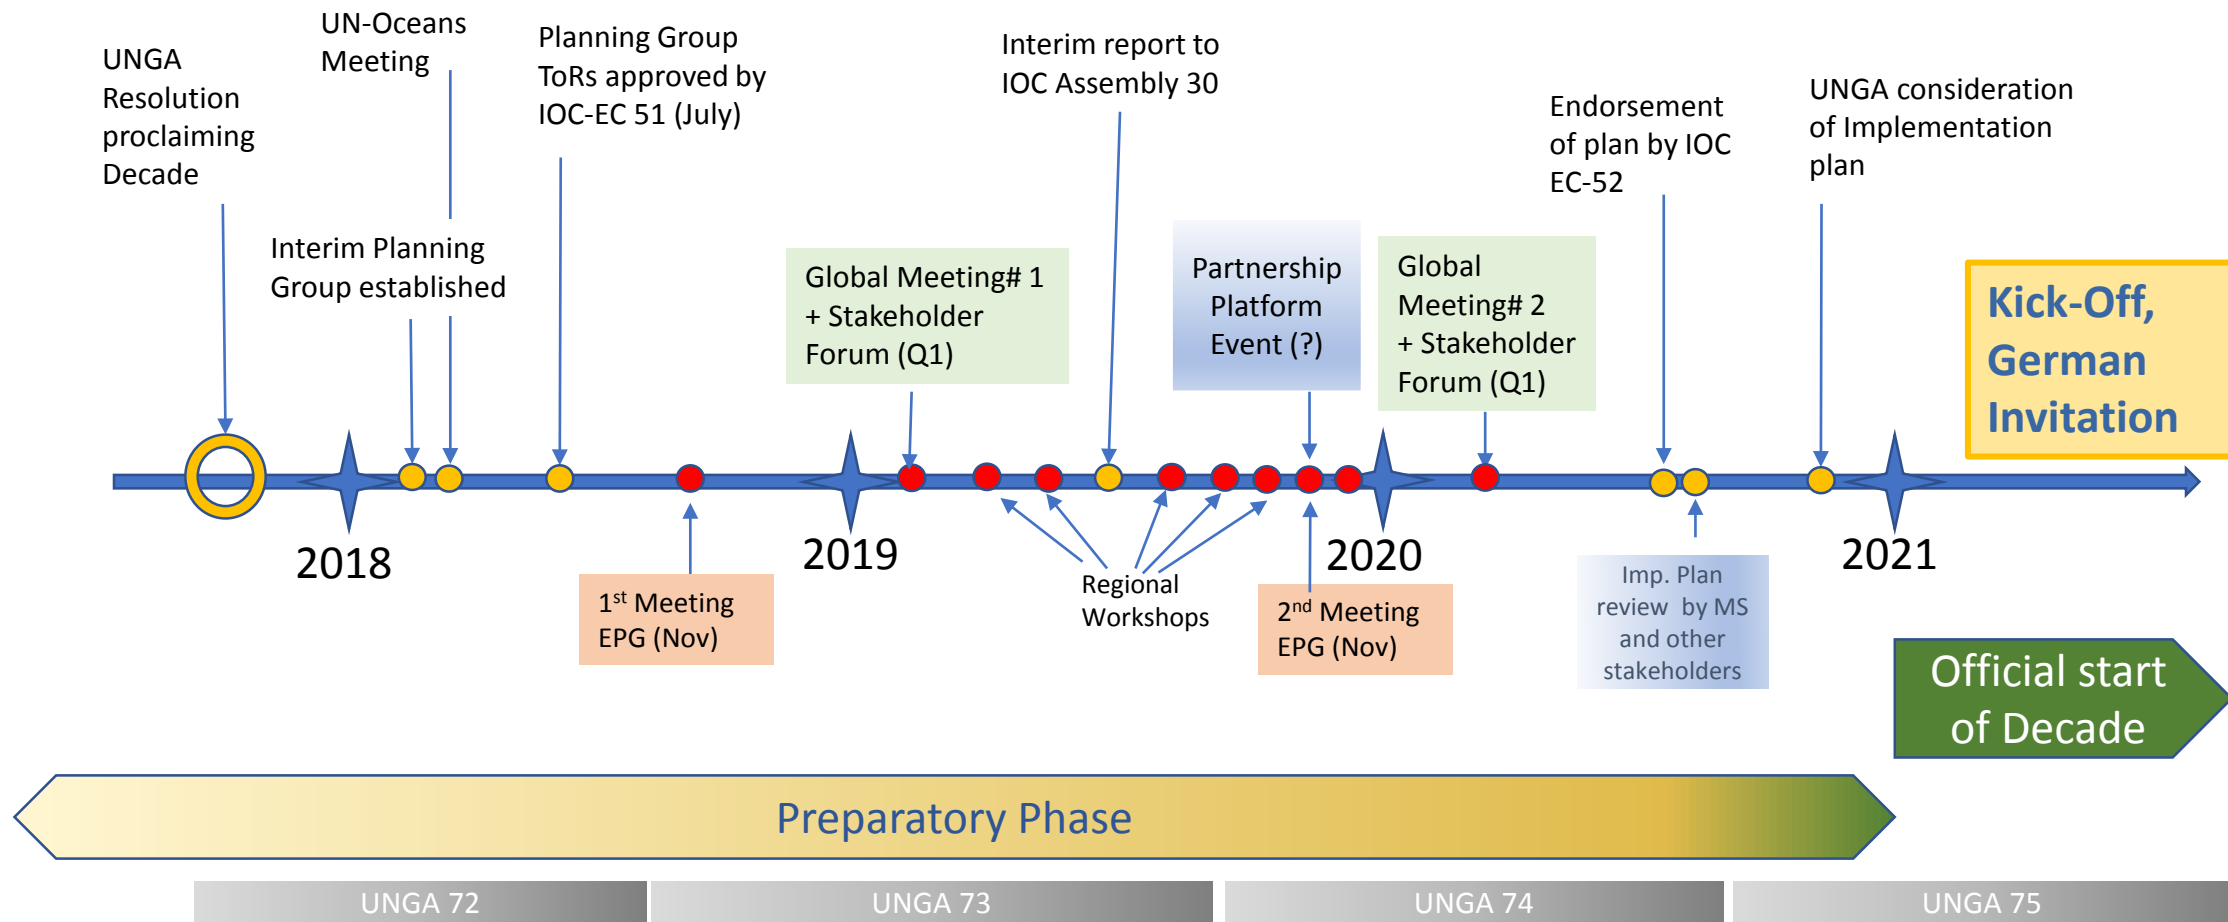 UNGA
Resolution
proclaiming
Decade
UN-Oceans
Meeting
Planning Group
ToRs approved by
IOC-EC 51 (July)
Interim report to
IOC Assembly 30
Endorsement
of plan by IOC
EC-52
UNGA consideration
of Implementation
plan
Interim Planning
Group established
Global Meeting# 1
+ Stakeholder
Forum (Q1)
Partnership
Platform
Event (?)
Global
Meeting# 2
+ Stakeholder
Forum (Q1)
Kick-Off,
German
Invitation
2018
2019
2020
2021
1st Meeting
EPG (Nov)
Regional
Workshops
2nd Meeting
EPG (Nov)
Imp. Plan
review by MS
and other
stakeholders
Official start
of Decade
Preparatory Phase
UNGA 72
UNGA 73
UNGA 74
UNGA 75